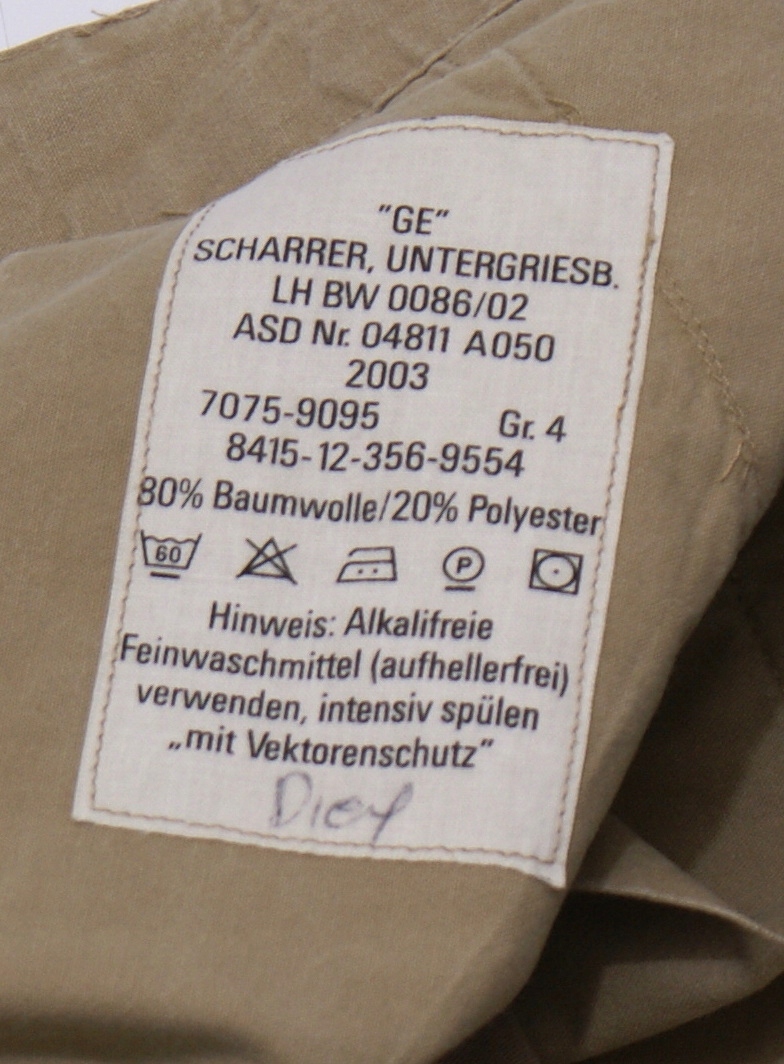 "GE"
SCHARRER, UNTERGRIESB.
LH BW 0086/02
ASD Nr. 04811 A050
2003
7075-9095 Gr. 4
8415-12-356-9554
80% Baumwolle/20% Polyester
60 P
Hinweis: Alkalifreie
Feinwaschmittel (aufhellerfrei)
verwenden, intensiv spülen
„mit Vektorenschutz"